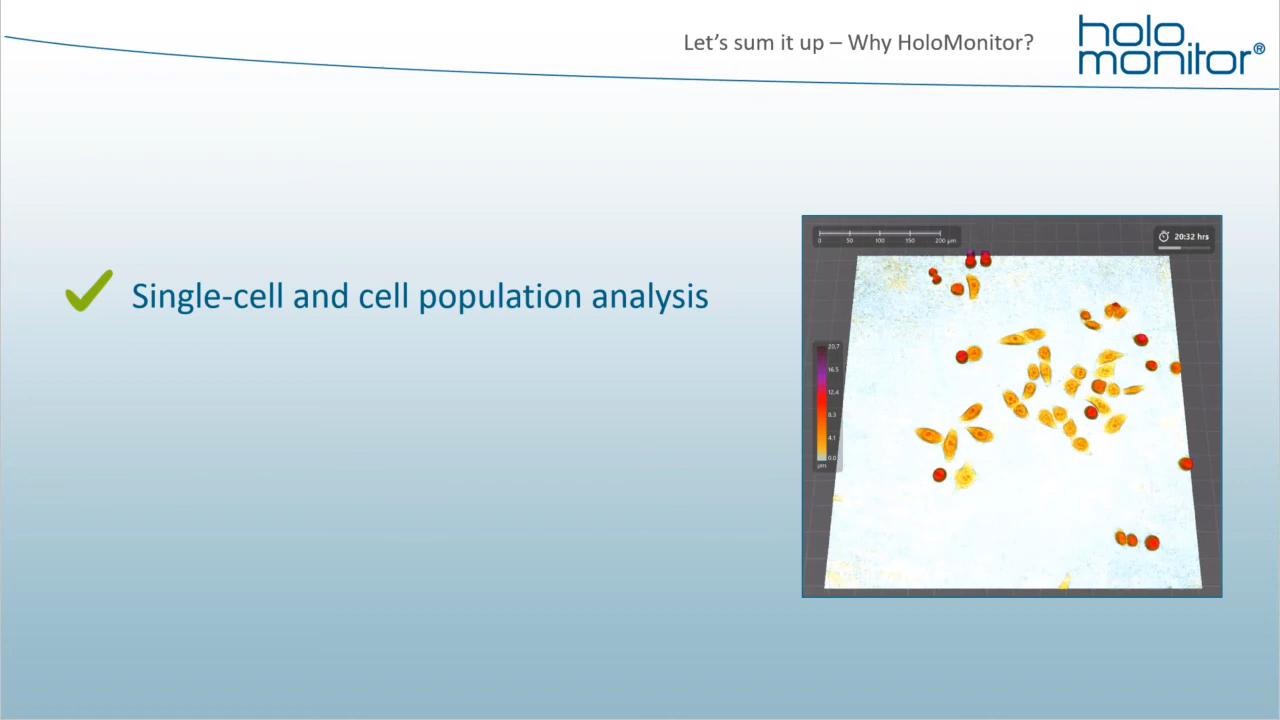 Let's sum it up – Why HoloMonitor?
holo
monitor®
Single-cell and cell population analysis
0 50 100 150 200 µm
20:32 hrs
20,7
16.5
12.4
8.3
4.1
0.0
µm